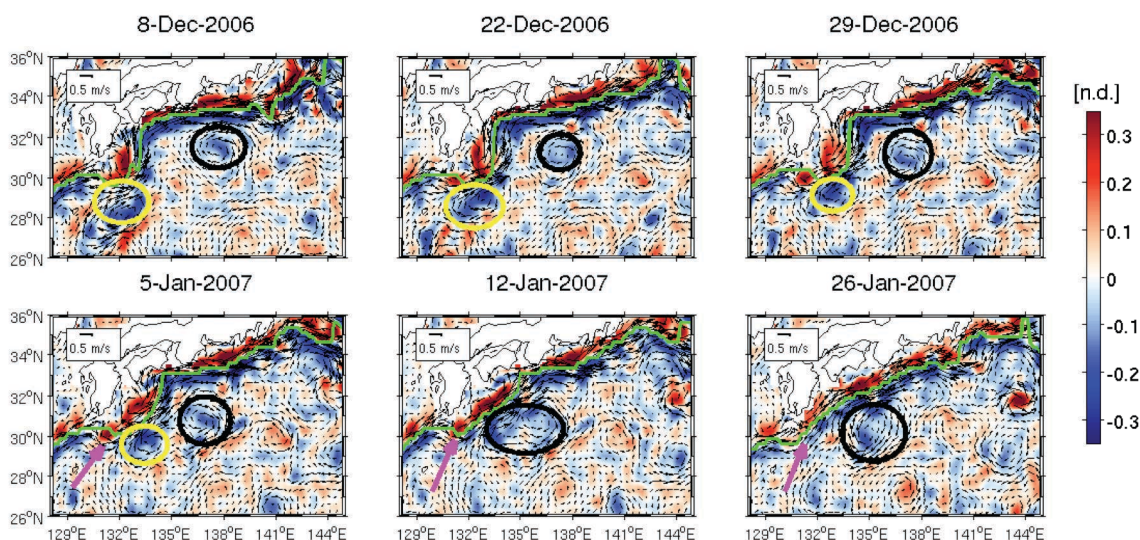 8-Dec-2006 22-Dec-2006 29-Dec-2006
36°N
34°N
32°N
30°N
28°N
26°N
0.5 m/s 0.5 m/s 0.5 m/s
[n.d.]
0.3
0.2
0.1
0
-0.1
-0.2
-0.3
5-Jan-2007 12-Jan-2007 26-Jan-2007
36°N
34°N
32°N
30°N
28°N
26°N
0.5 m/s 0.5 m/s 0.5 m/s
129°E 132°E 135°E 138°E 141°E 144°E 129°E 132°E 135°E 138°E 141°E 144°E 129°E 132°E 135°E 138°E 141°E 144°E